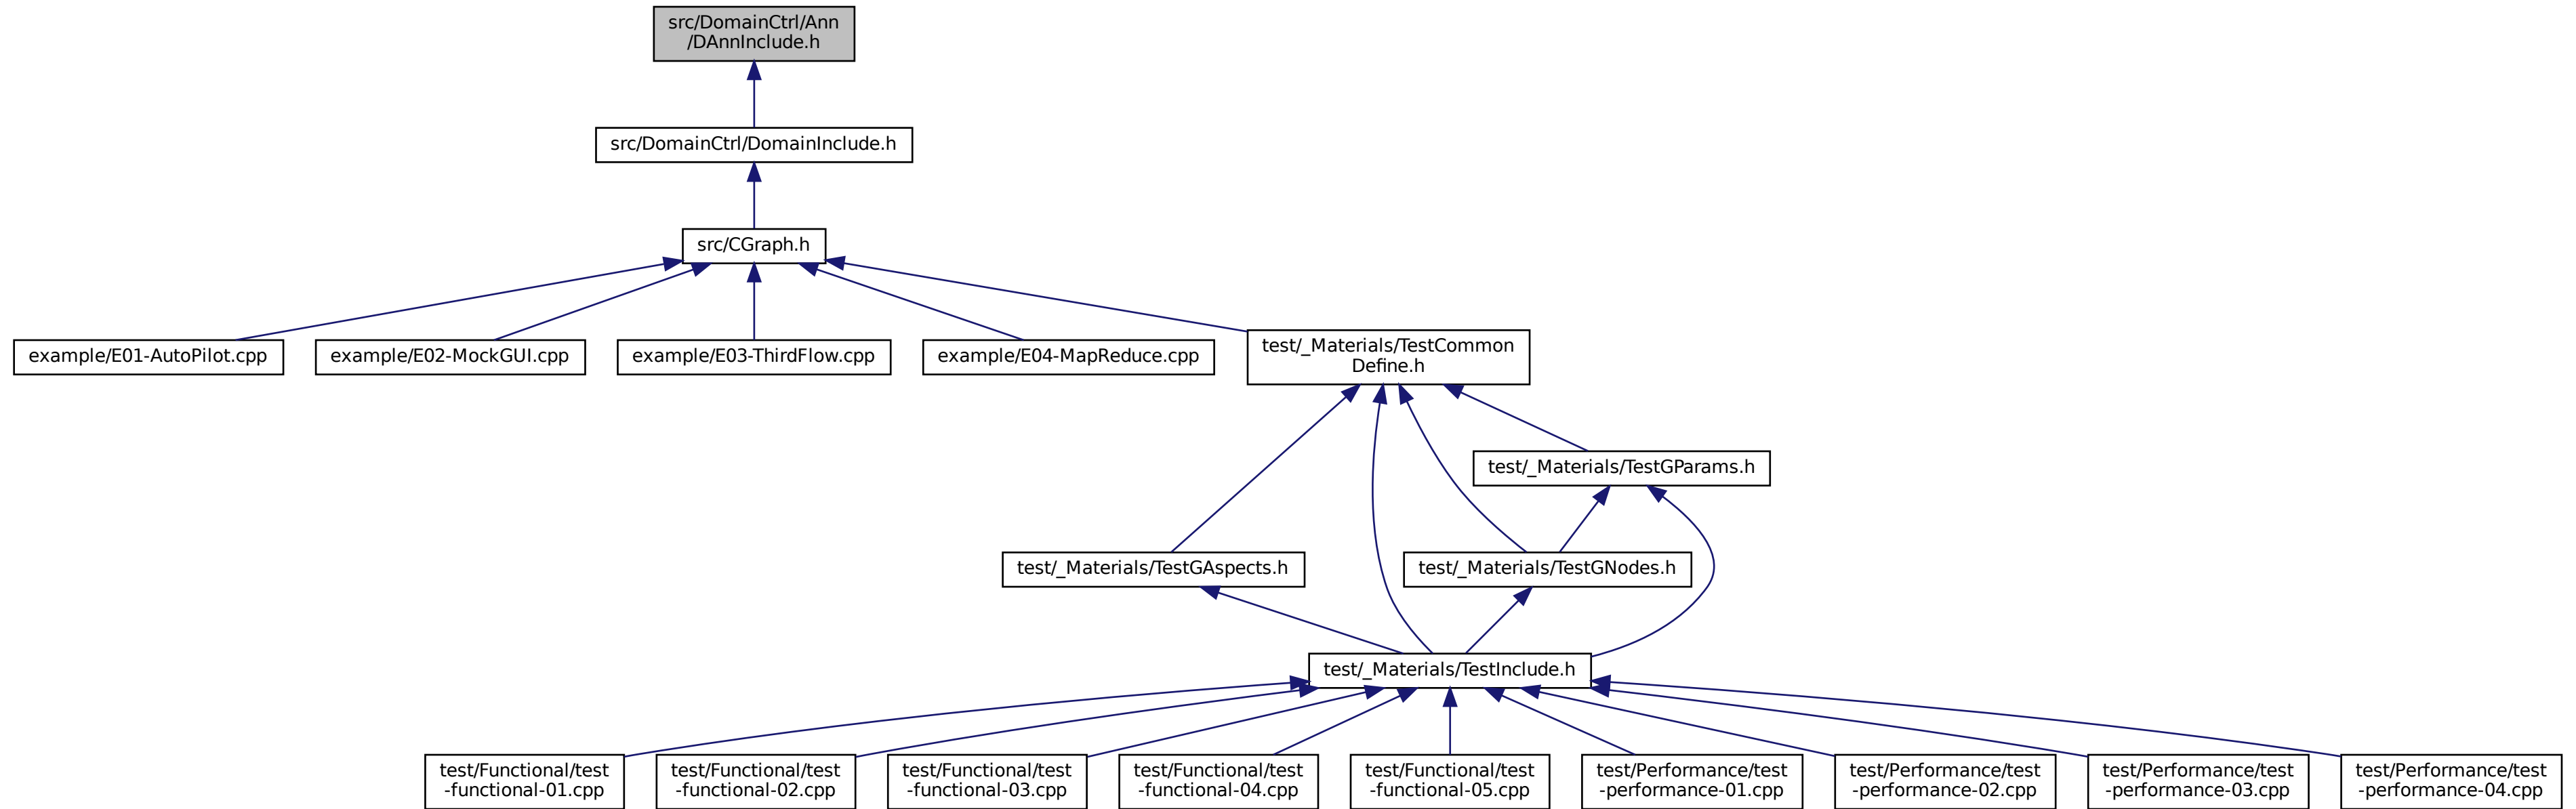 src/DomainCtrl/Ann
/DAnnInclude.h
src/DomainCtrl/DomainInclude.h
src/CGraph.h
example/E01-AutoPilot.cpp
example/E02-MockGUI.cpp
example/E03-ThirdFlow.cpp
example/E04-MapReduce.cpp
test/_Materials/TestCommon
Define.h
test/_Materials/TestGParams.h
test/_Materials/TestGAspects.h
test/_Materials/TestGNodes.h
test/_Materials/TestInclude.h
test/Functional/test
-functional-01.cpp
test/Functional/test
-functional-02.cpp
test/Functional/test
-functional-03.cpp
test/Functional/test
-functional-04.cpp
test/Functional/test
-functional-05.cpp
test/Performance/test
-performance-01.cpp
test/Performance/test
-performance-02.cpp
test/Performance/test
-performance-03.cpp
test/Performance/test
-performance-04.cpp